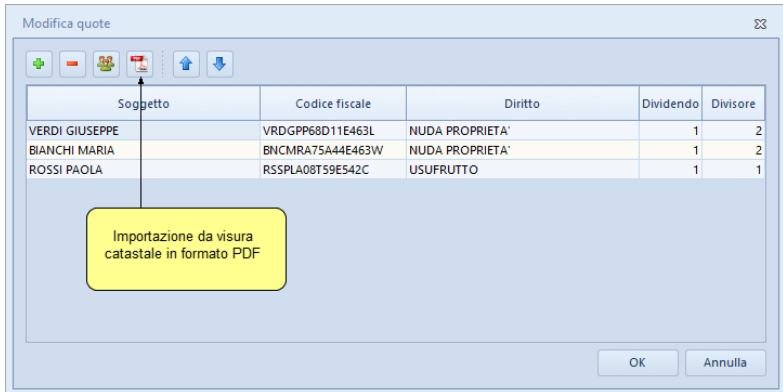 Modifica quote
Soggetto Codice fiscale Diritto Dividendo Divisore
VERDI GIUSEPPE VRDGPP68D11E463L NUDA PROPRIETA' 1 2
BIANCHI MARIA BNCMRA75A44E463W NUDA PROPRIETA' 1 2
ROSSI PAOLA RSSPLA08T59E542C USUFRUTTO 1 1
Importazione da visura
catastale in formato PDF
OK Annulla